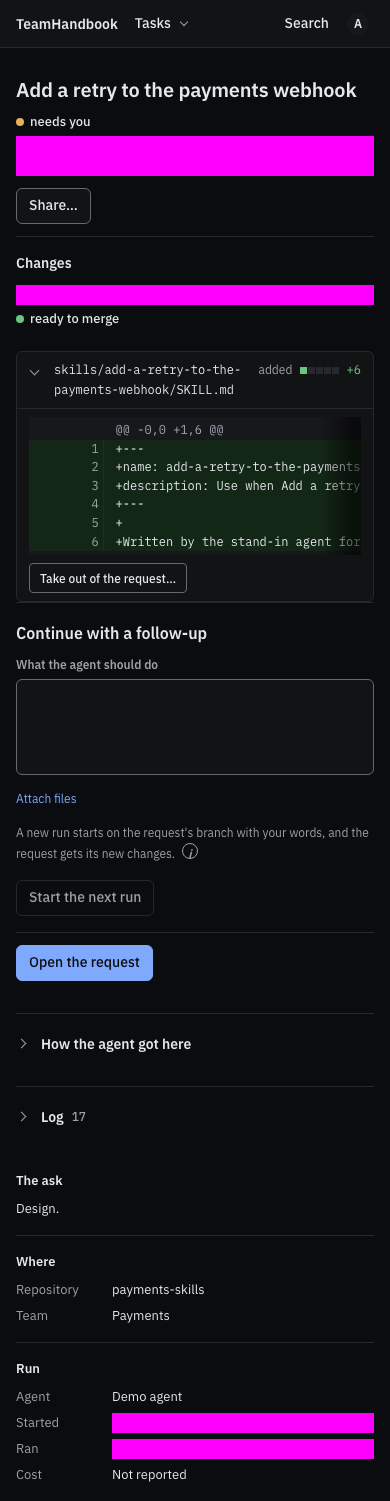 TeamHandbook Tasks Search A
Add a retry to the payments webhook
needs you
Share…
Changes
ready to merge
skills/add-a-retry-to-the- added +6
payments-webhook/SKILL.md
@@ -0,0 +1,6 @@
1 +---
2 +name: add-a-retry-to-the-payments
3 +description: Use when Add a retry
4 +---
5 +
6 +Written by the stand-in agent for
Take out of the request…
Continue with a follow-up
What the agent should do
Attach files
A new run starts on the request's branch with your words, and the
request gets its new changes. i
Start the next run
Open the request
How the agent got here
Log 17
The ask
Design.
Where
Repository payments-skills
Team Payments
Run
Agent Demo agent
Started
Ran
Cost Not reported